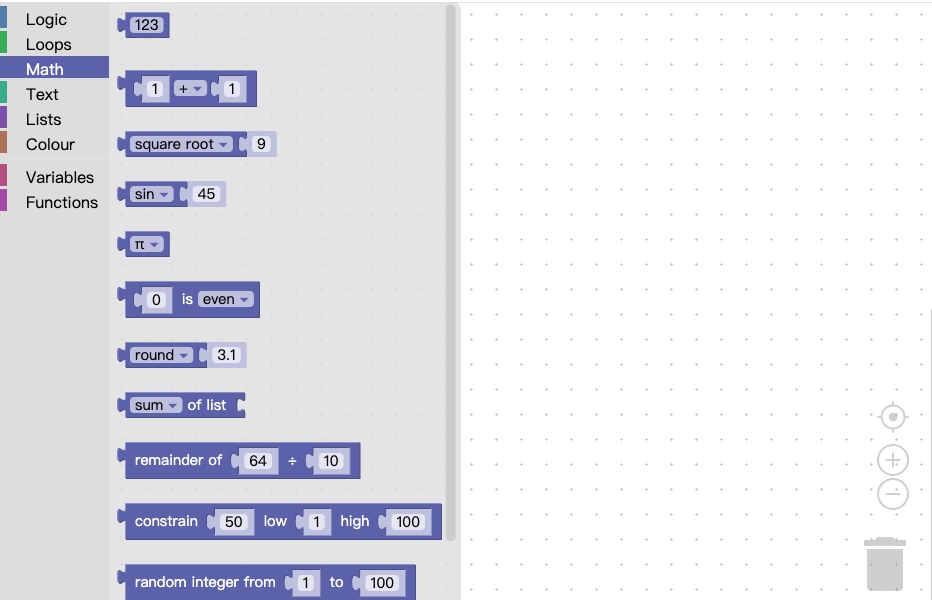 Logic
Loops
Math
Text
Lists
Colour
Variables
Functions
123
1 + 1
square root 9
sin 45
π
0 is even
round 3.1
sum of list
remainder of 64 ÷ 10
constrain 50 low 1 high 100
random integer from 1 to 100